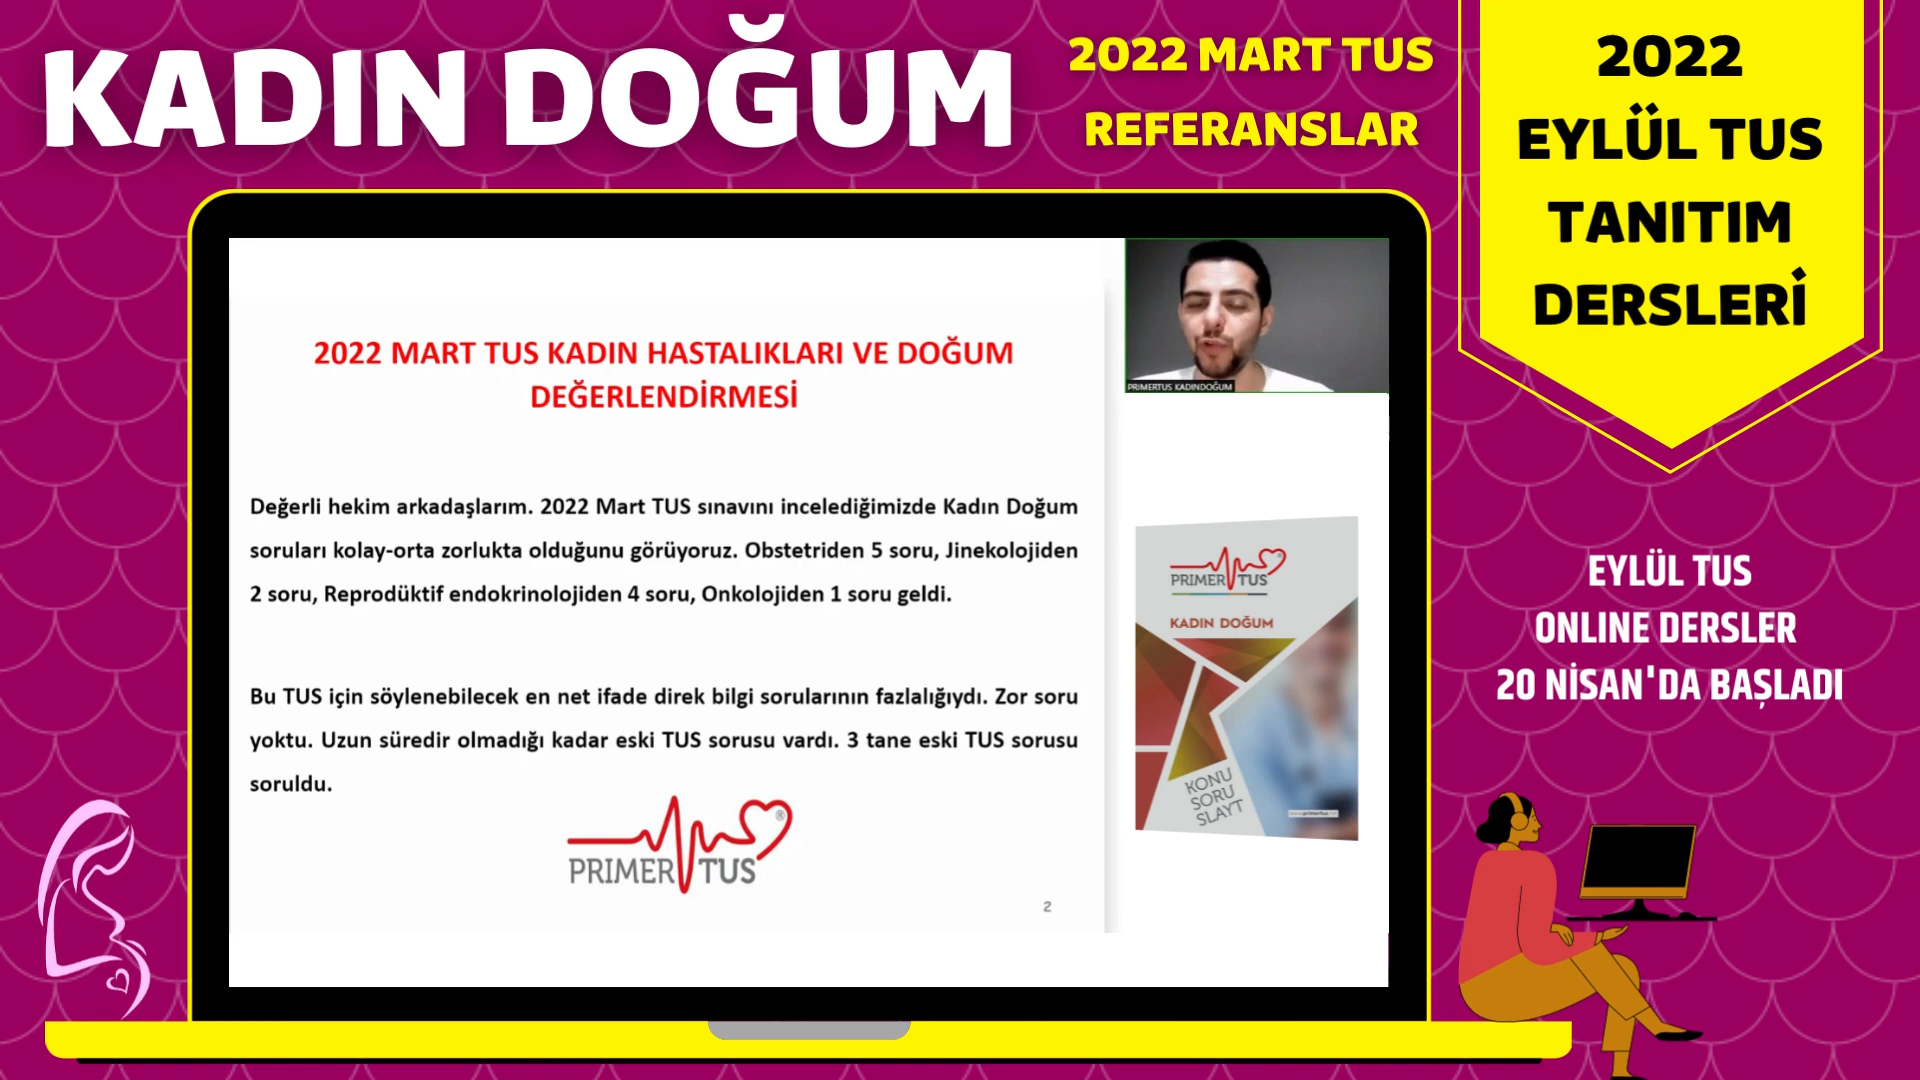 KADIN DOĞUM
2022 MART TUS
REFERANSLAR
2022
EYLÜL TUS
TANITIM
DERSLERİ
2022 MART TUS KADIN HASTALIKLARI VE DOĞUM
DEĞERLENDİRMESİ
Değerli hekim arkadaşlarım. 2022 Mart TUS sınavını incelediğimizde Kadın Doğum
soruları kolay-orta zorlukta olduğunu görüyoruz. Obstetriden 5 soru, Jinekolojiden
2 soru, Reprodüktif endokrinolojiden 4 soru, Onkolojiden 1 soru geldi.
Bu TUS için söylenebilecek en net ifade direk bilgi sorularının fazlalığıydı. Zor soru
yoktu. Uzun süredir olmadığı kadar eski TUS sorusu vardı. 3 tane eski TUS sorusu
soruldu.
PRIMER TUS ®
2
PRIMERTUS KADINDOĞUM
PRIMER TUS
KADIN DOĞUM
KONU
SORU
SLAYT
EYLÜL TUS
ONLINE DERSLER
20 NİSAN'DA BAŞLADI